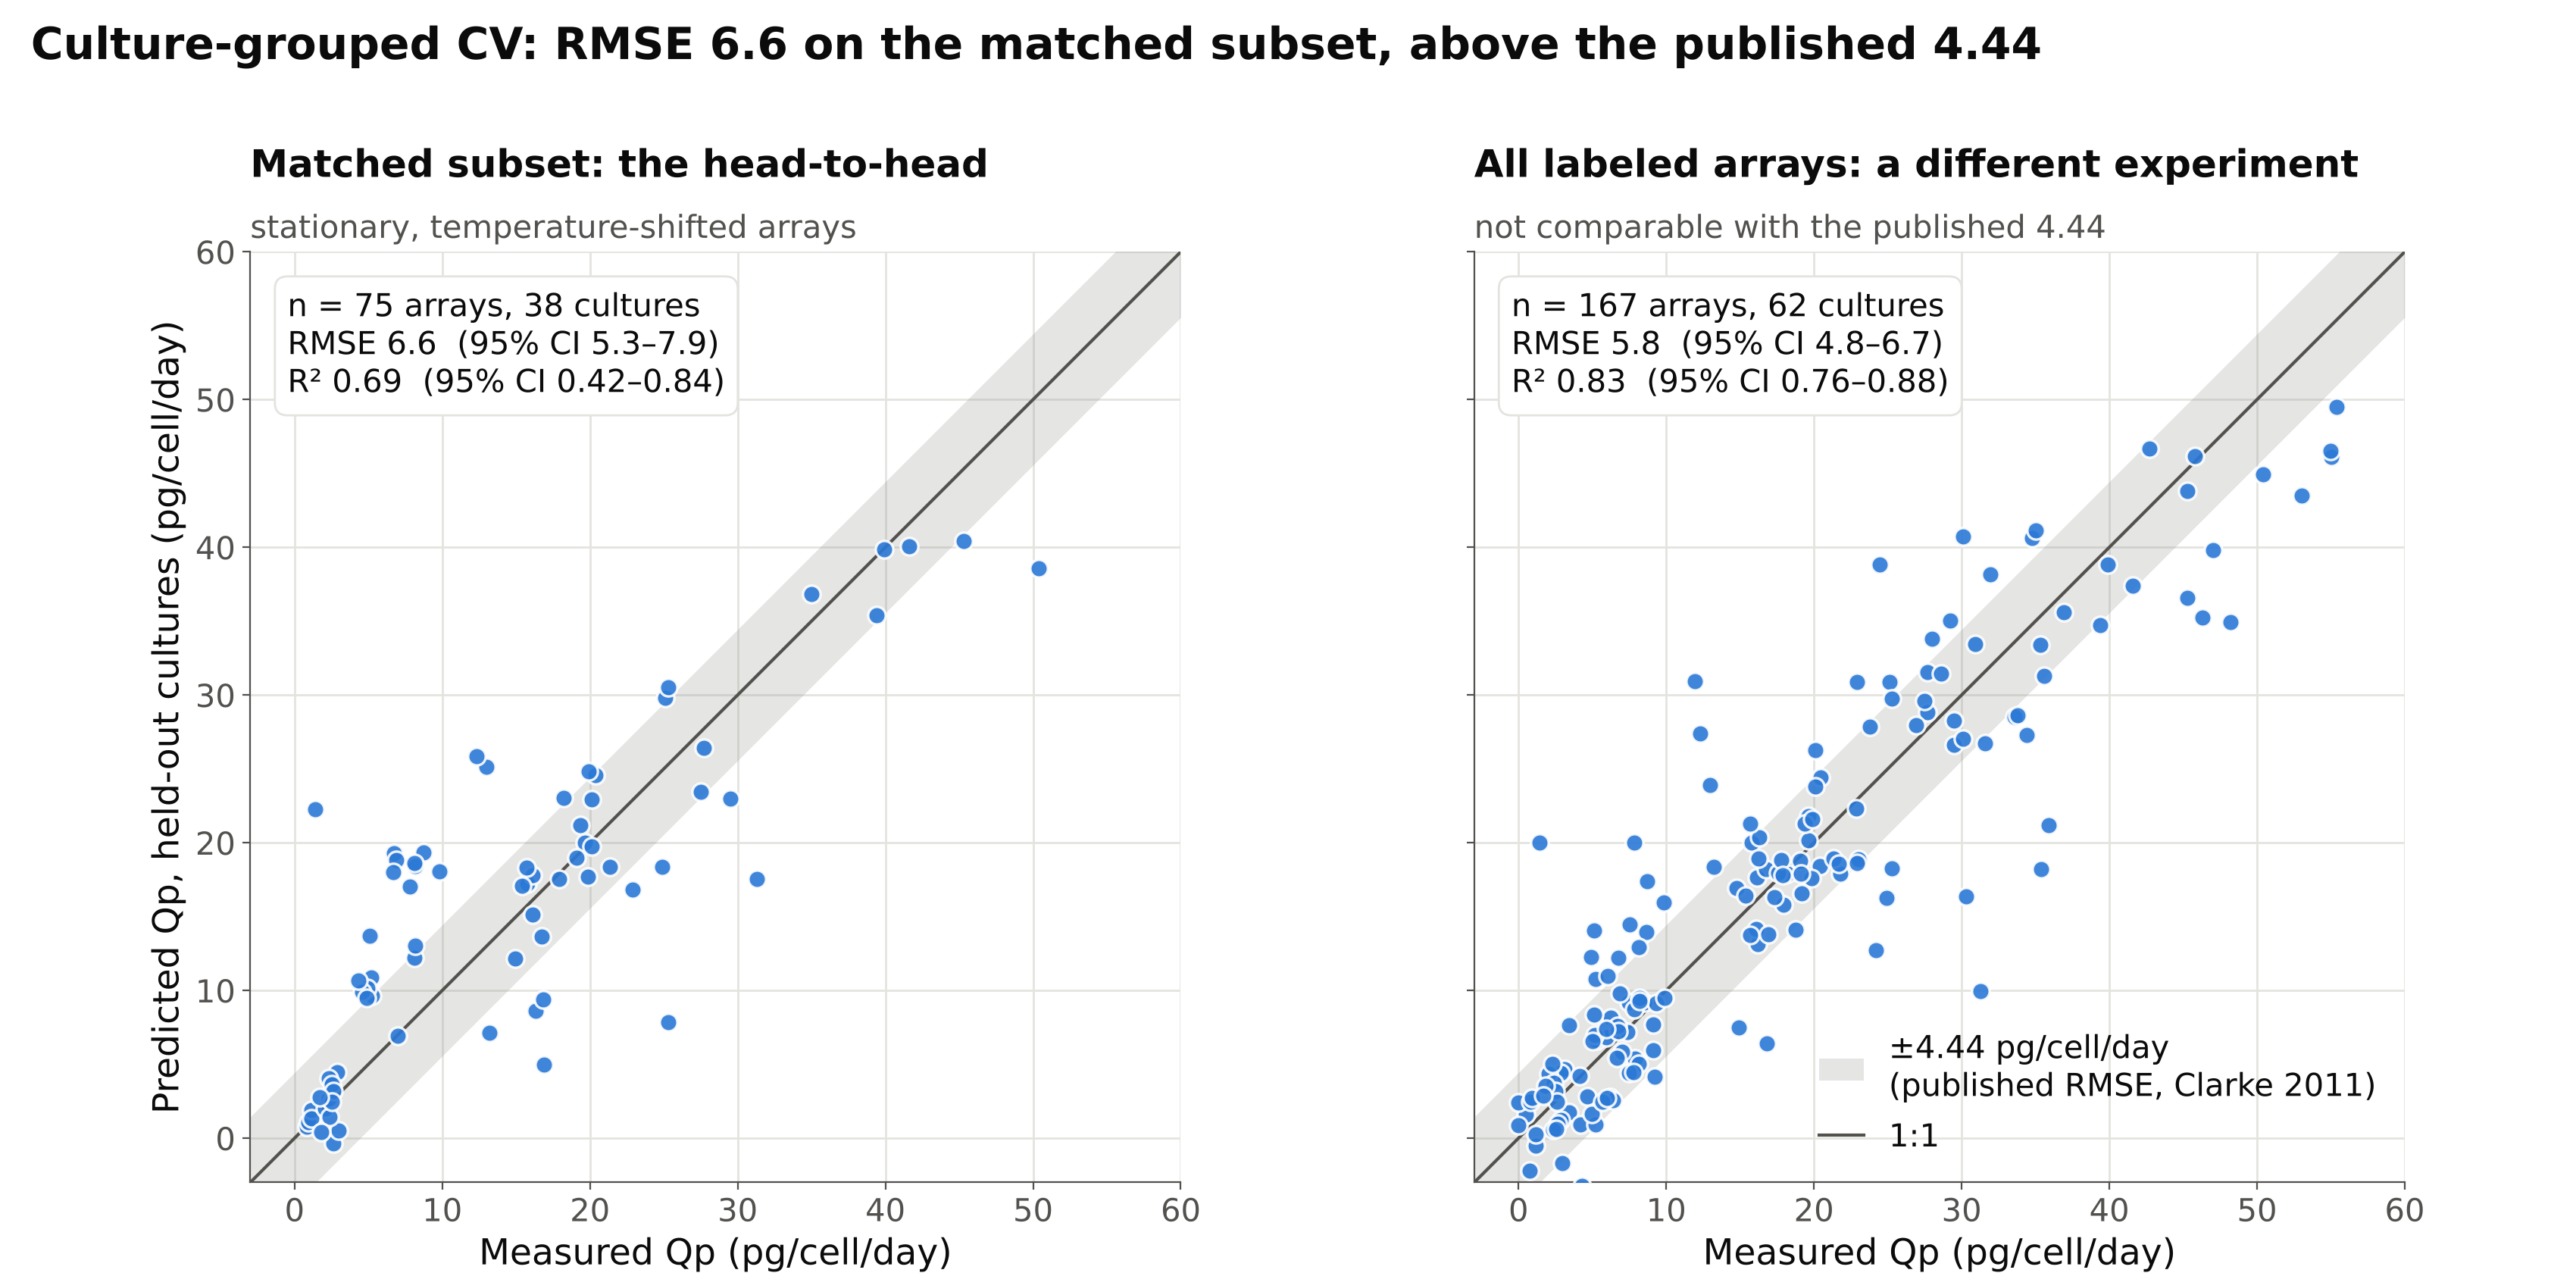 Culture-grouped CV: RMSE 6.6 on the matched subset, above the published 4.44
Matched subset: the head-to-head
stationary, temperature-shifted arrays
n = 75 arrays, 38 cultures
RMSE 6.6 (95% CI 5.3–7.9)
R² 0.69 (95% CI 0.42–0.84)
Predicted Qp, held-out cultures (pg/cell/day)
60
50
40
30
20
10
0
0 10 20 30 40 50 60
Measured Qp (pg/cell/day)
All labeled arrays: a different experiment
not comparable with the published 4.44
n = 167 arrays, 62 cultures
RMSE 5.8 (95% CI 4.8–6.7)
R² 0.83 (95% CI 0.76–0.88)
±4.44 pg/cell/day
(published RMSE, Clarke 2011)
1:1
0 10 20 30 40 50 60
Measured Qp (pg/cell/day)